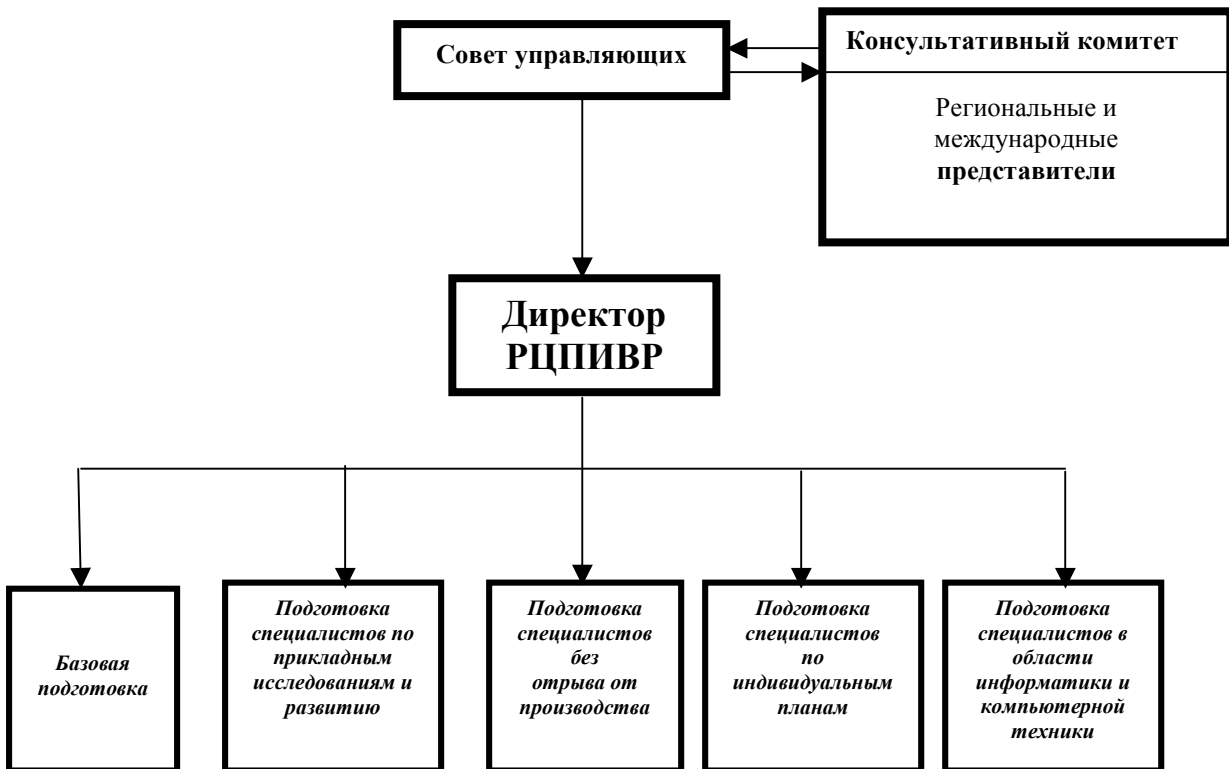 Совет управляющих
Консультативный комитет
Региональные и
международные
представители
Директор
РЦПИВР
Базовая
подготовка
Подготовка
специалистов по
прикладным
исследованиям и
развитию
Подготовка
специалистов
без
отрыва от
производства
Подготовка
специалистов
по
индивидуальным
планам
Подготовка
специалистов в
области
информатики и
компьютерной
техники